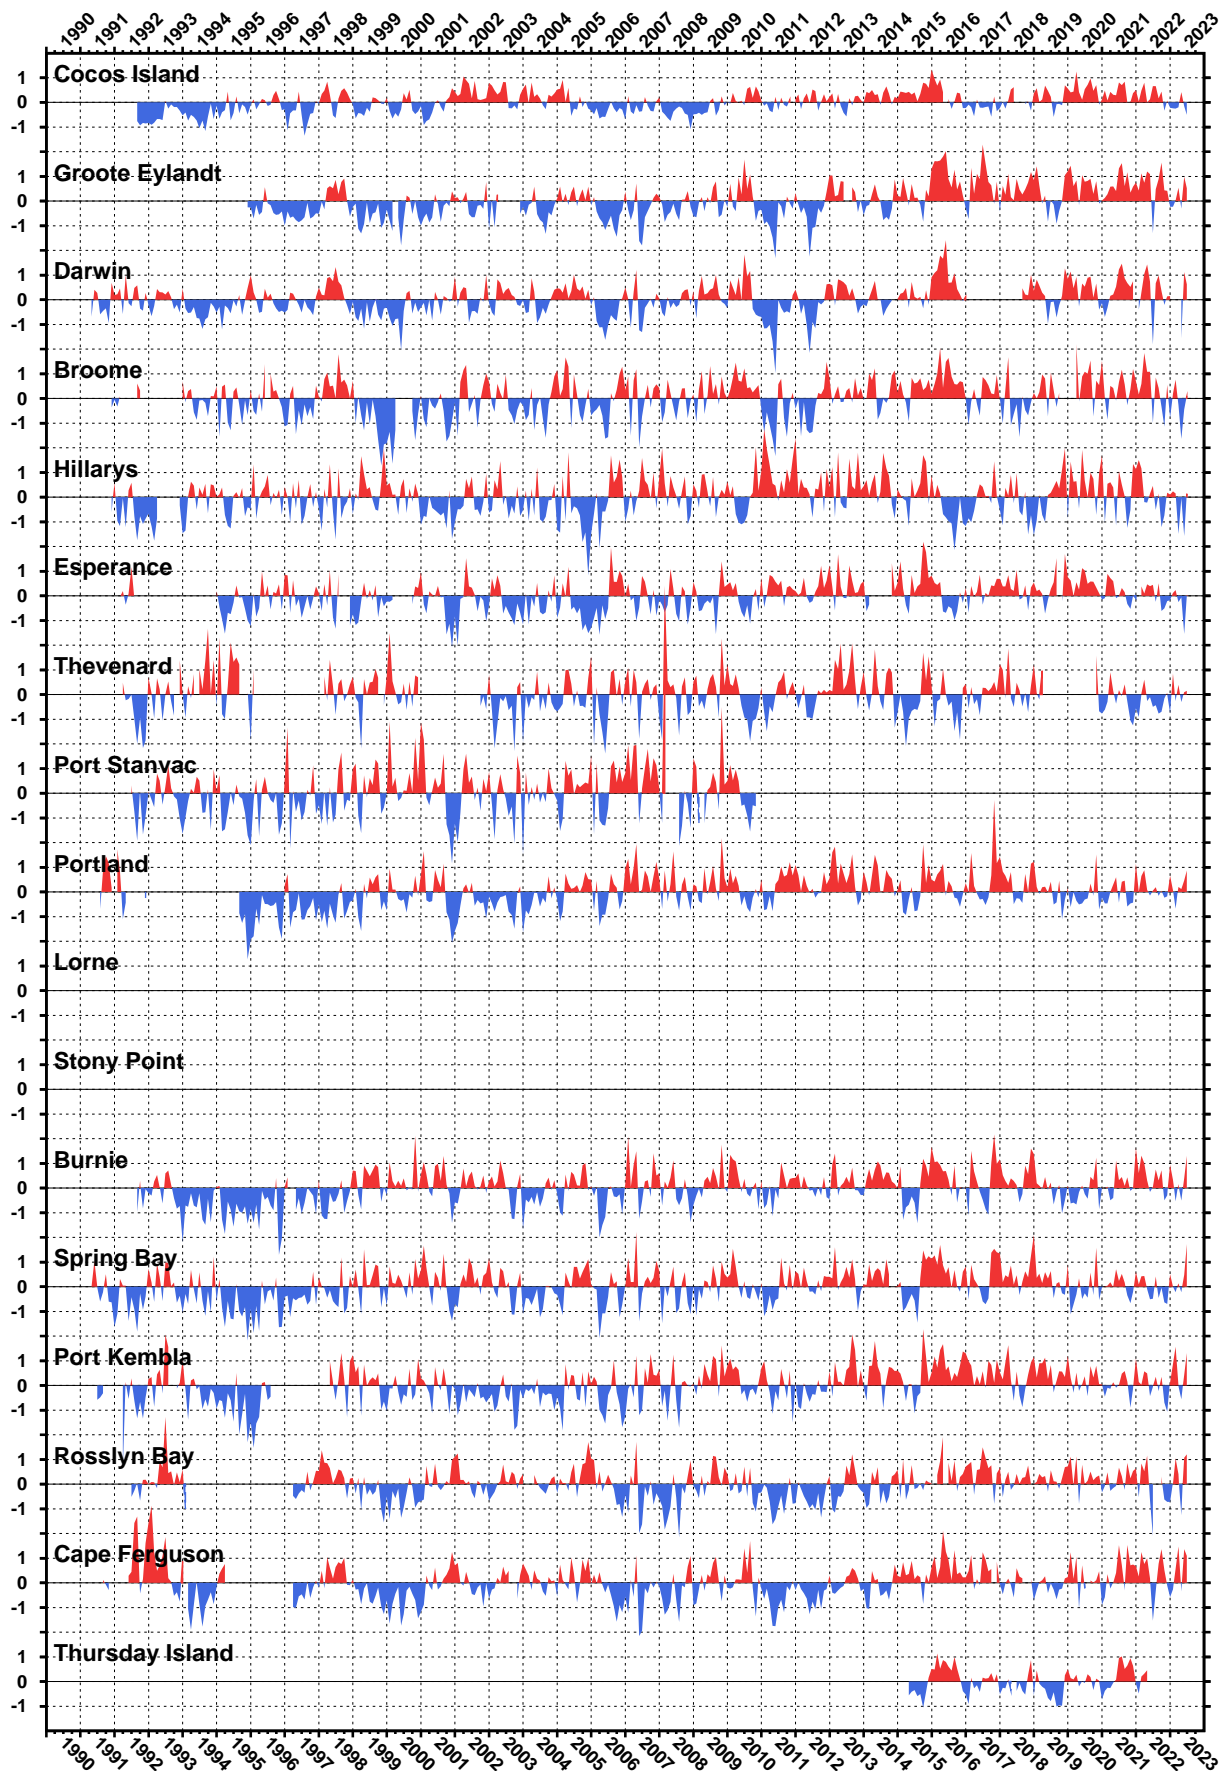 1990 1991 1992 1993 1994 1995 1996 1997 1998 1999 2000 2001 2002 2003 2004 2005 2006 2007 2008 2009 2010 2011 2012 2013 2014 2015 2016 2017 2018 2019 2020 2021 2022 2023
Cocos Island
1
0
-1
Groote Eylandt
1
0
-1
Darwin
1
0
-1
Broome
1
0
-1
Hillarys
1
0
-1
Esperance
1
0
-1
Thevenard
1
0
-1
Port Stanvac
1
0
-1
Portland
1
0
-1
Lorne
1
0
-1
Stony Point
1
0
-1
Burnie
1
0
-1
Spring Bay
1
0
-1
Port Kembla
1
0
-1
Rosslyn Bay
1
0
-1
Cape Ferguson
1
0
-1
Thursday Island
1
0
-1
1990 1991 1992 1993 1994 1995 1996 1997 1998 1999 2000 2001 2002 2003 2004 2005 2006 2007 2008 2009 2010 2011 2012 2013 2014 2015 2016 2017 2018 2019 2020 2021 2022 2023